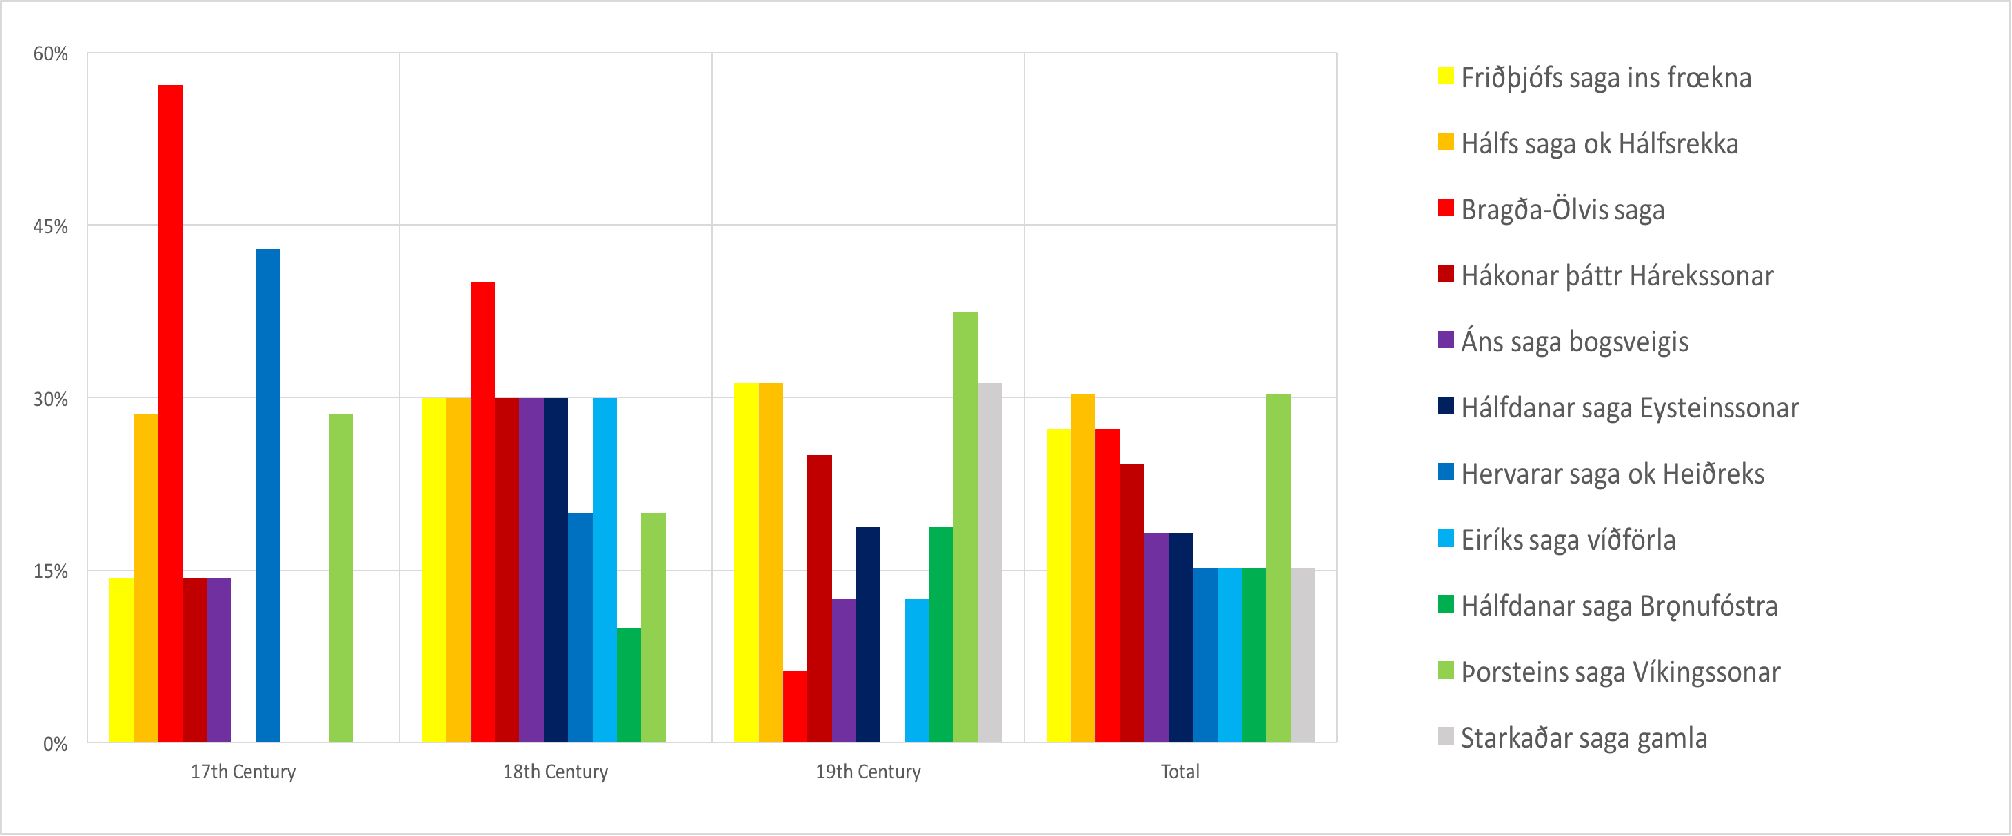 60%
45%
30%
15%
0%
17th Century
18th Century
19th Century
Total
Friðþjófs saga ins frœkna
Hálfs saga ok Hálfsrekka
Bragða-Ölvis saga
Hákonar þáttr Hárekssonar
Áns saga bogsveigis
Hálfdanar saga Eysteinssonar
Hervarar saga ok Heiðreks
Eiríks saga víðförla
Hálfdanar saga Brǫnufóstra
Þorsteins saga Víkingssonar
Starkaðar saga gamla